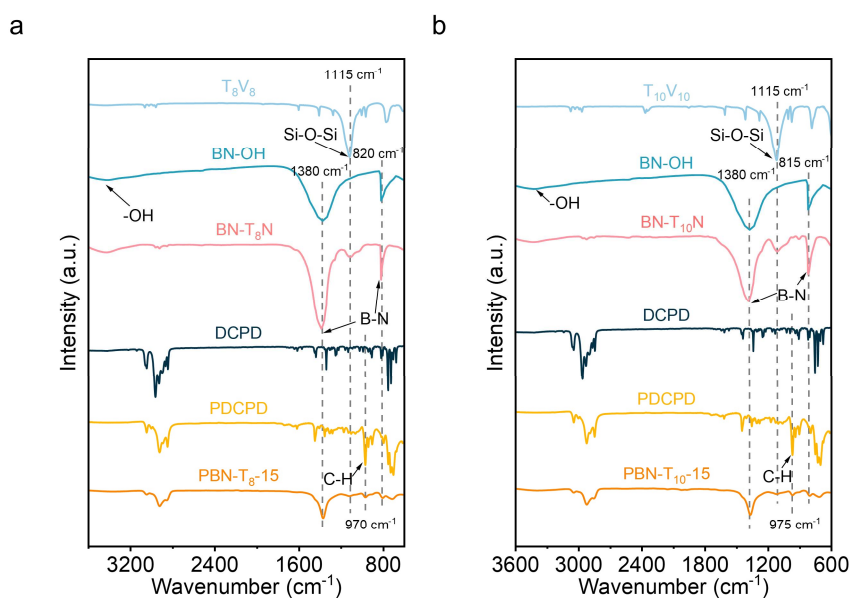 a
1115 cm⁻¹
T₈V₈
Si-O-Si
820 cm⁻¹
BN-OH
1380 cm⁻¹
-OH
BN-T₈N
B-N
DCPD
PDCPD
C-H
PBN-T₈-15
970 cm⁻¹
Intensity (a.u.)
3200 2400 1600 800
Wavenumber (cm⁻¹)
b
1115 cm⁻¹
T₁₀V₁₀
Si-O-Si
815 cm⁻¹
BN-OH
1380 cm⁻¹
-OH
BN-T₁₀N
B-N
DCPD
PDCPD
C-H
PBN-T₁₀-15
975 cm⁻¹
Intensity (a.u.)
3600 3000 2400 1800 1200 600
Wavenumber (cm⁻¹)